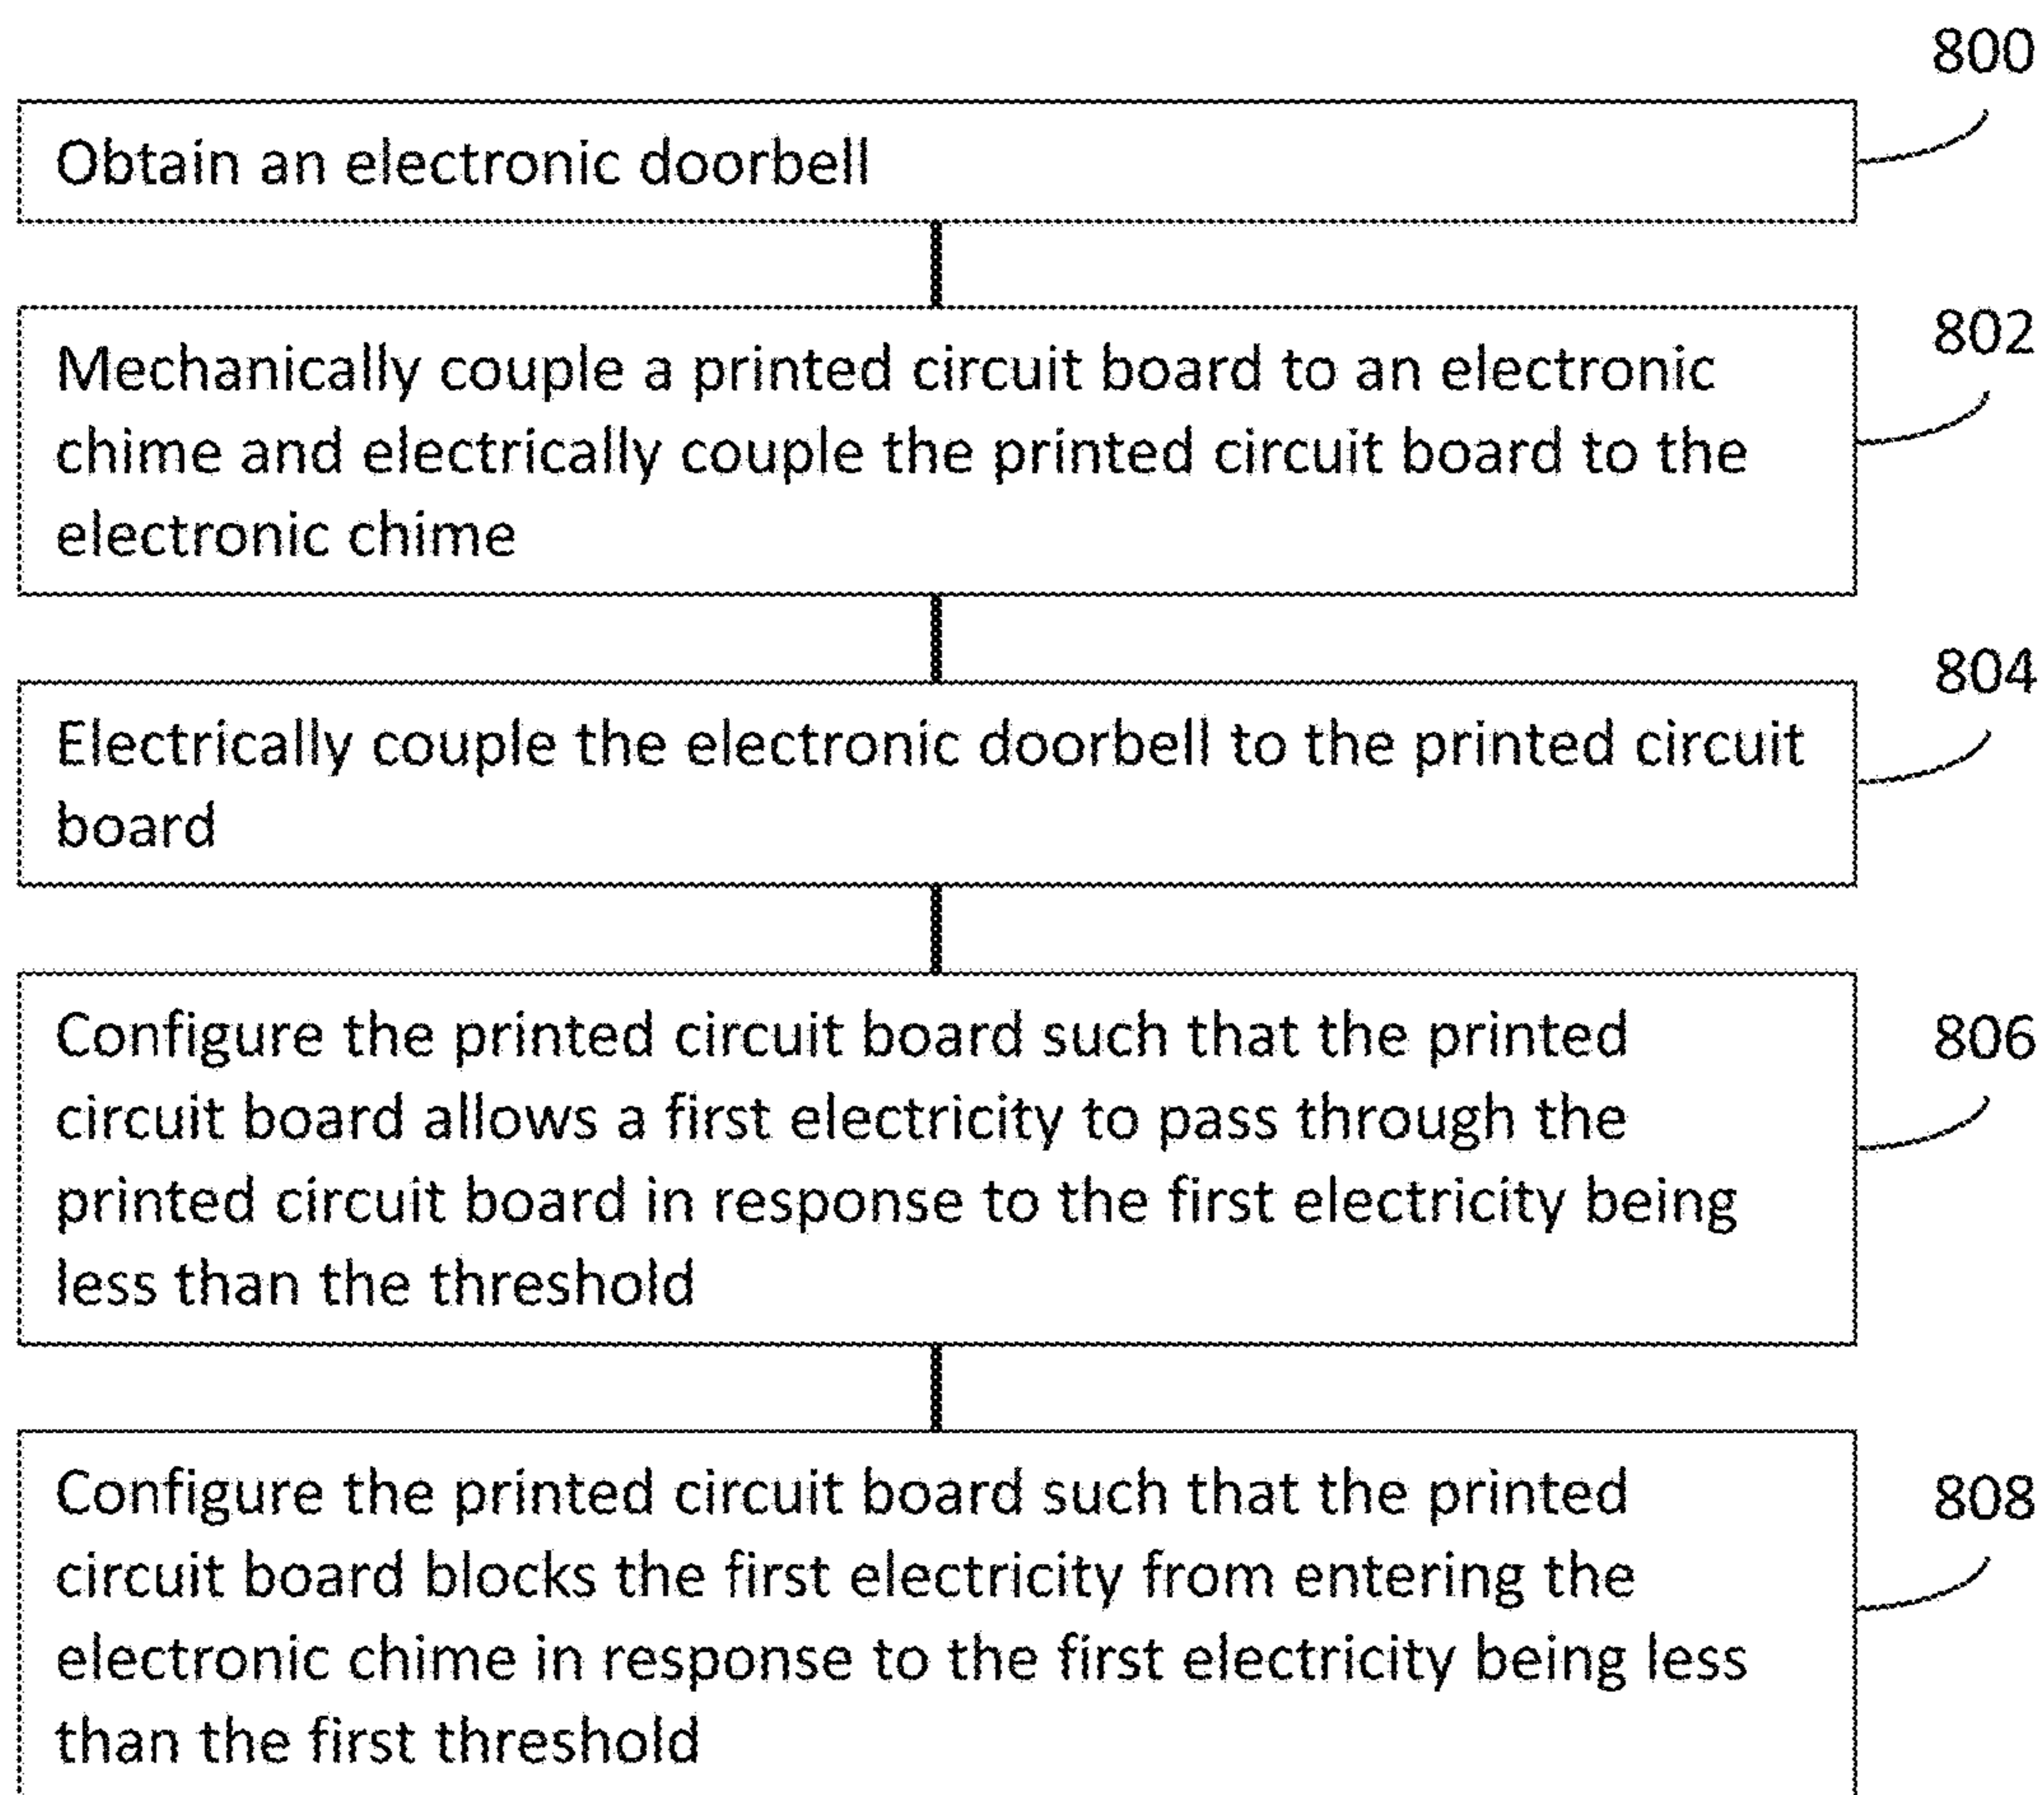 800
Obtain an electronic doorbell
802
Mechanically couple a printed circuit board to an electronic
chime and electrically couple the printed circuit board to the
electronic chime
804
Electrically couple the electronic doorbell to the printed circuit
board
806
Configure the printed circuit board such that the printed
circuit board allows a first electricity to pass through the
printed circuit board in response to the first electricity being
less than the threshold
808
Configure the printed circuit board such that the printed
circuit board blocks the first electricity from entering the
electronic chime in response to the first electricity being less
than the first threshold